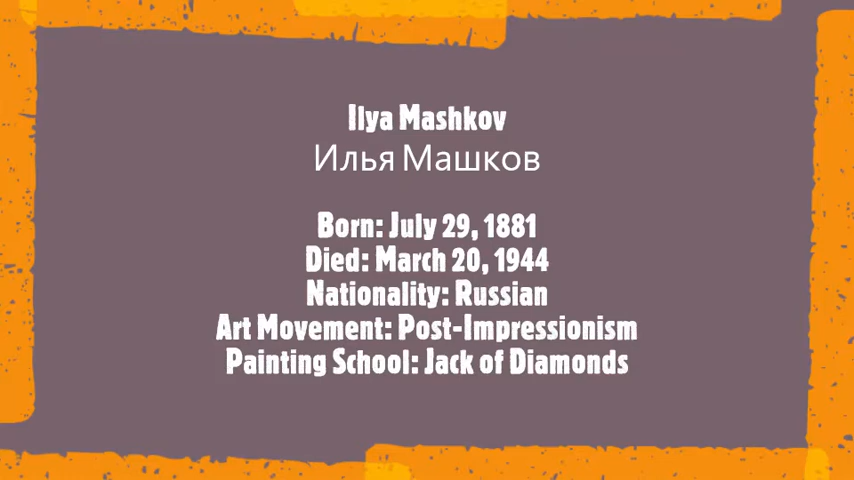 Ilya Mashkov
Илья Машков
Born: July 29, 1881
Died: March 20, 1944
Nationality: Russian
Art Movement: Post-Impressionism
Painting School: Jack of Diamonds